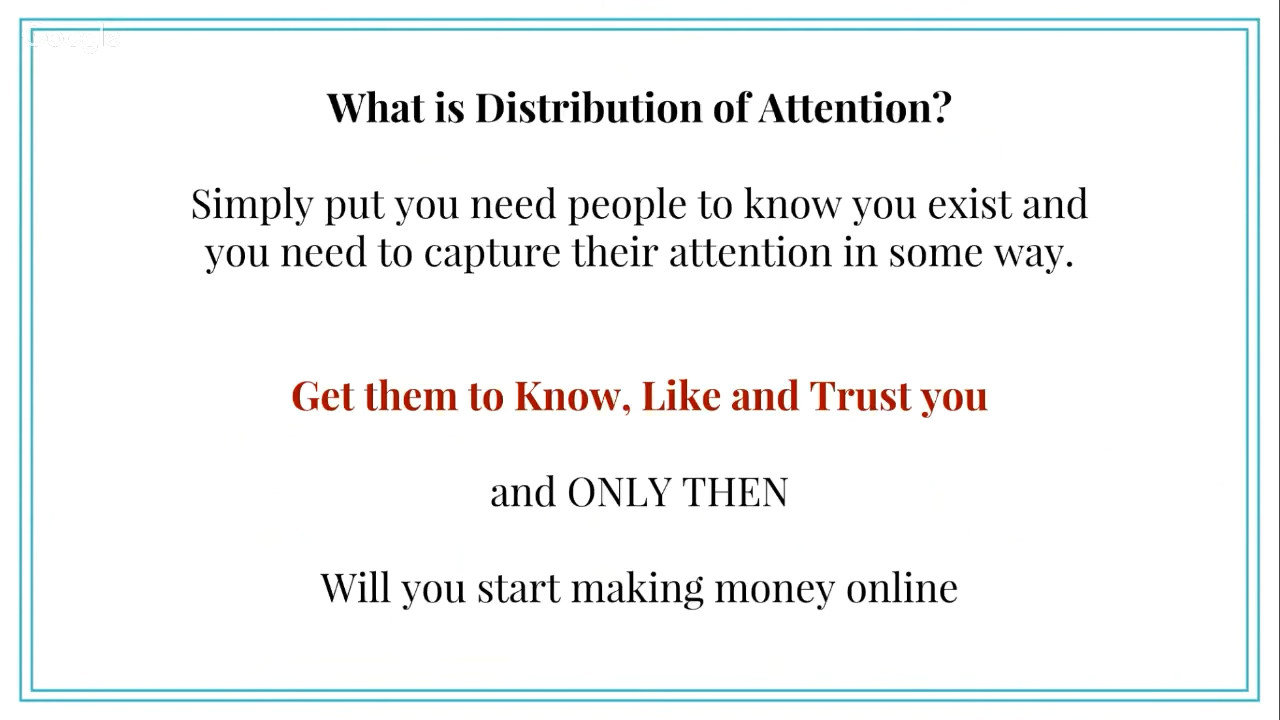 Google
What is Distribution of Attention?
Simply put you need people to know you exist and
you need to capture their attention in some way.
Get them to Know, Like and Trust you
and ONLY THEN
Will you start making money online